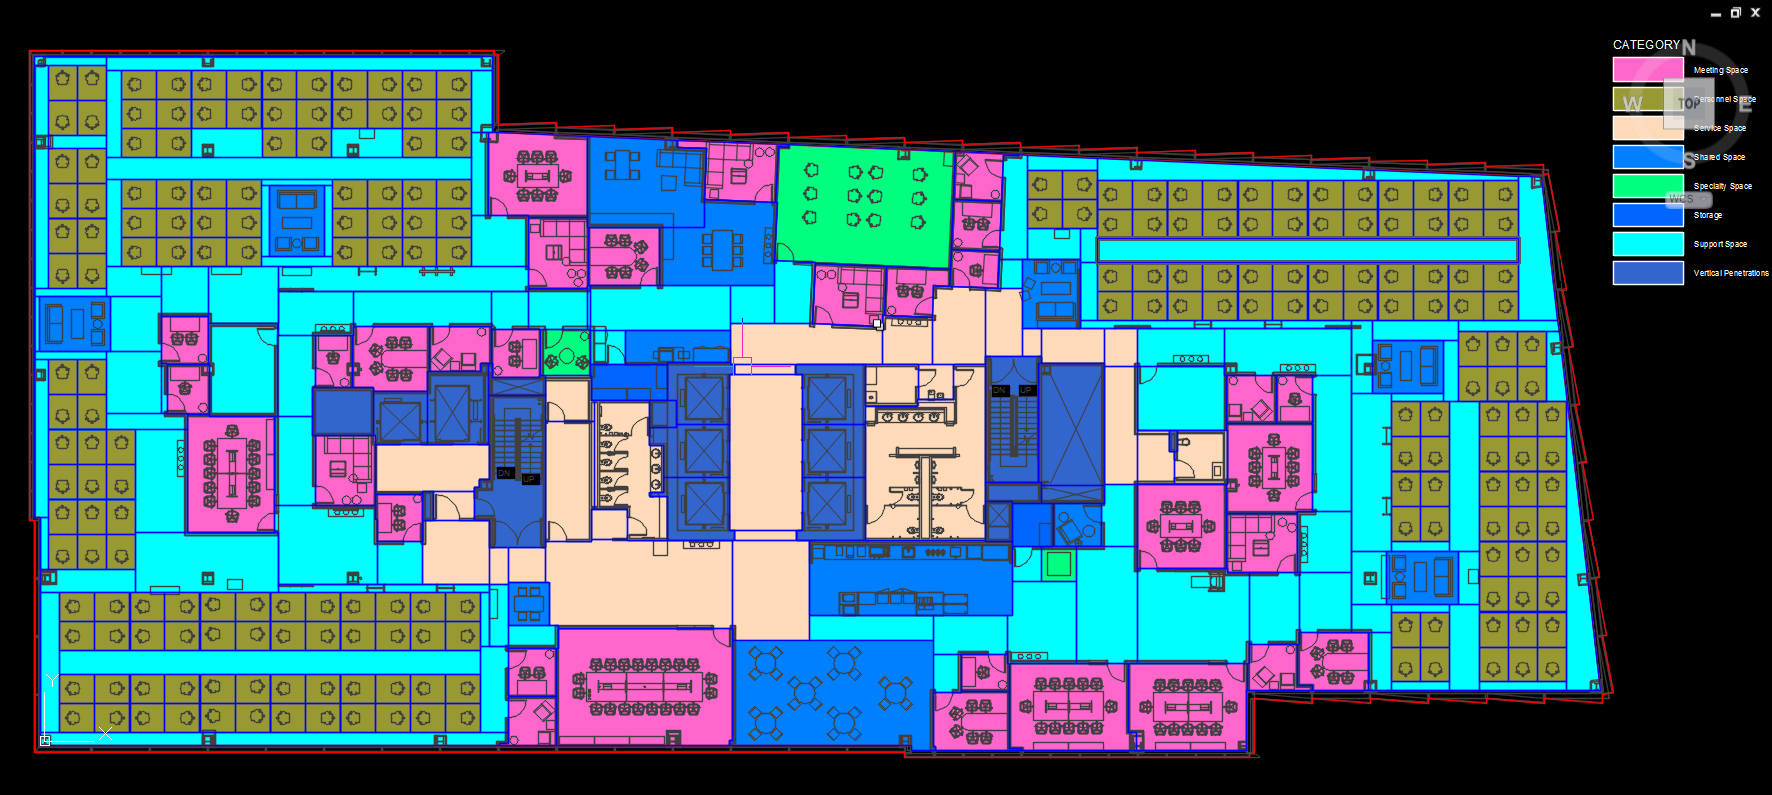 CATEGORY
N
Meeting Space
W
TOP
E
Personnel Space
Service Space
S
Shared Space
Specialty Space
WCS
Storage
Support Space
Vertical Penetrations
DN UP
DN
UP
Y
X